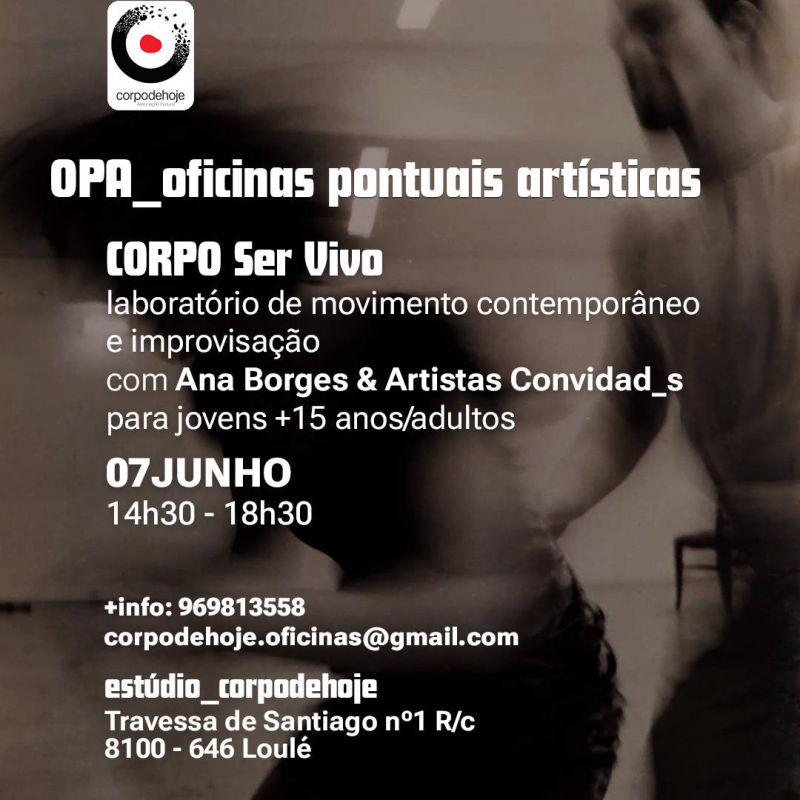 corpodehoje
Associação Cultural
OPA_oficinas pontuais artísticas
CORPO Ser Vivo
laboratório de movimento contemporâneo
e improvisação
com Ana Borges & Artistas Convidad_s
para jovens +15 anos/adultos
07JUNHO
14h30 - 18h30
+info: 969813558
corpodehoje.oficinas@gmail.com
estúdio_corpodehoje
Travessa de Santiago nº1 R/c
8100 - 646 Loulé